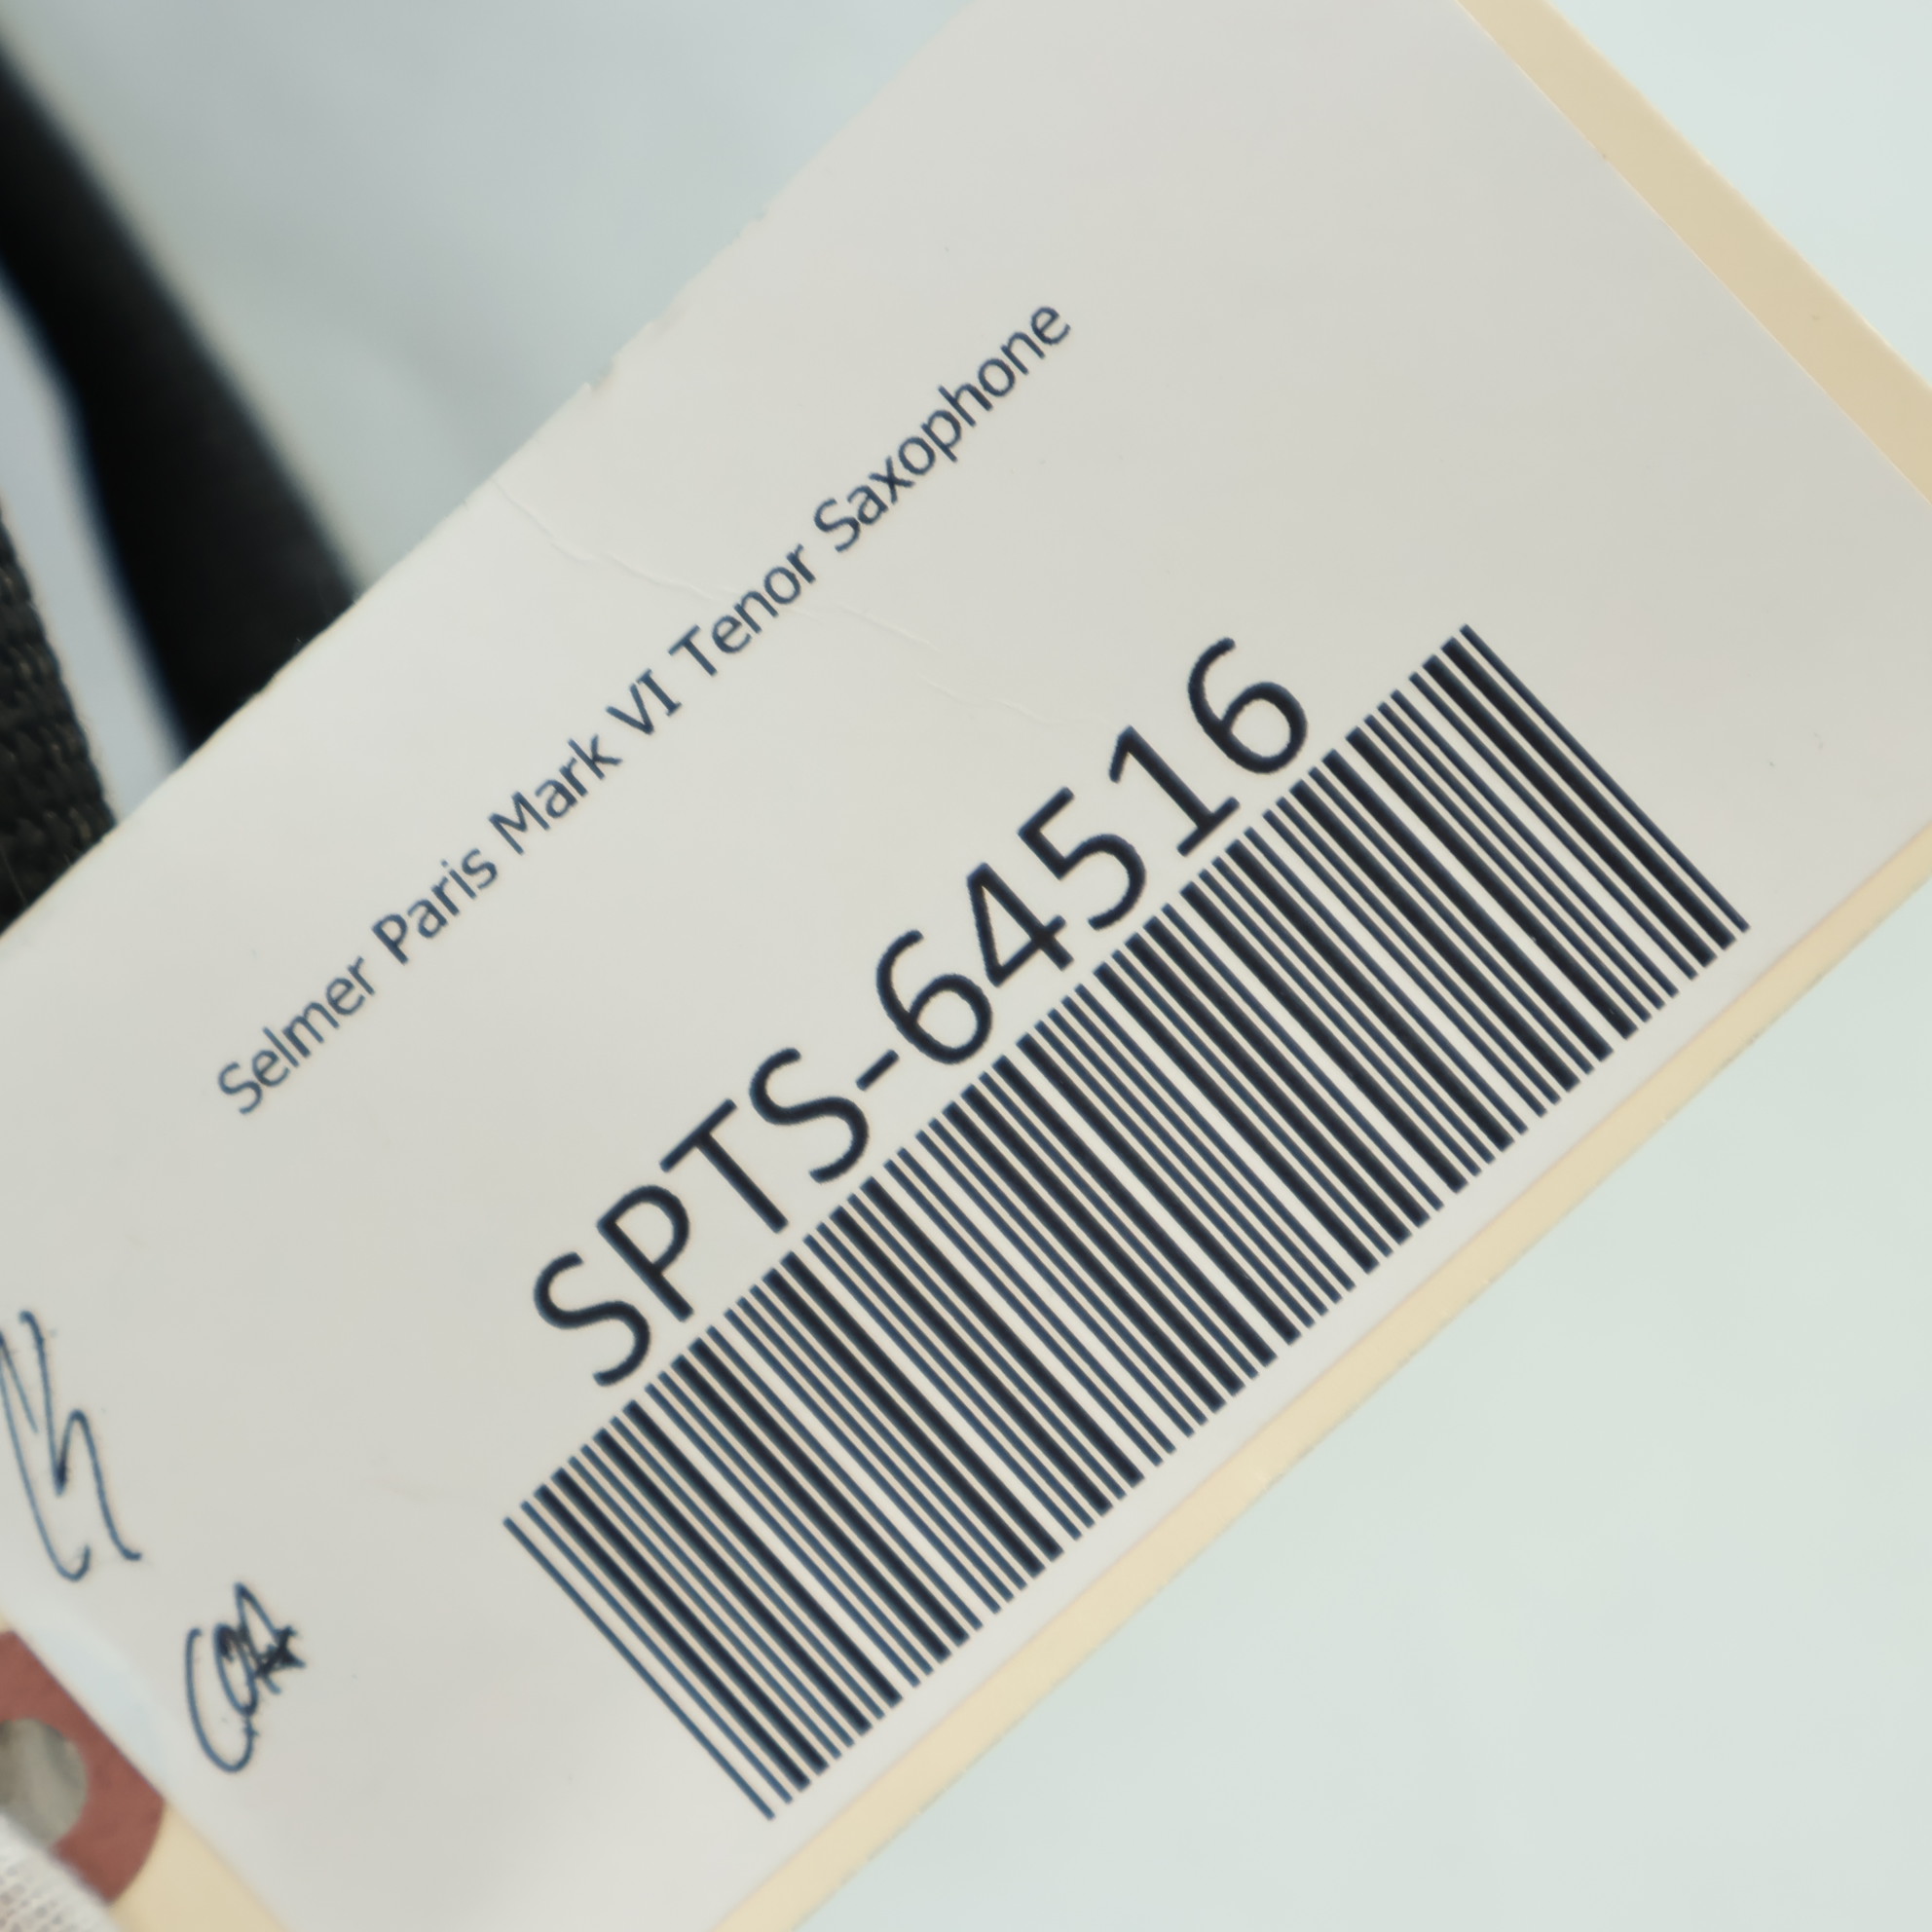 Selmer Paris Mark VI Tenor Saxophone
SPTS-64516